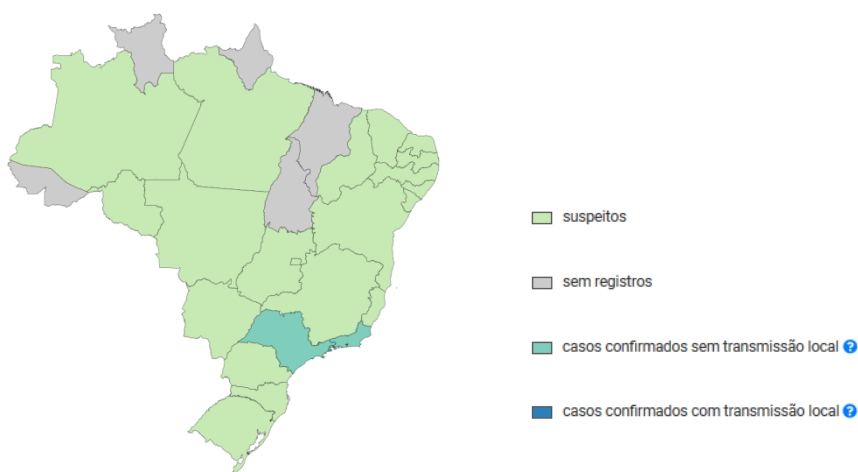 suspeitos
sem registros
casos confirmados sem transmissão local ?
casos confirmados com transmissão local ?